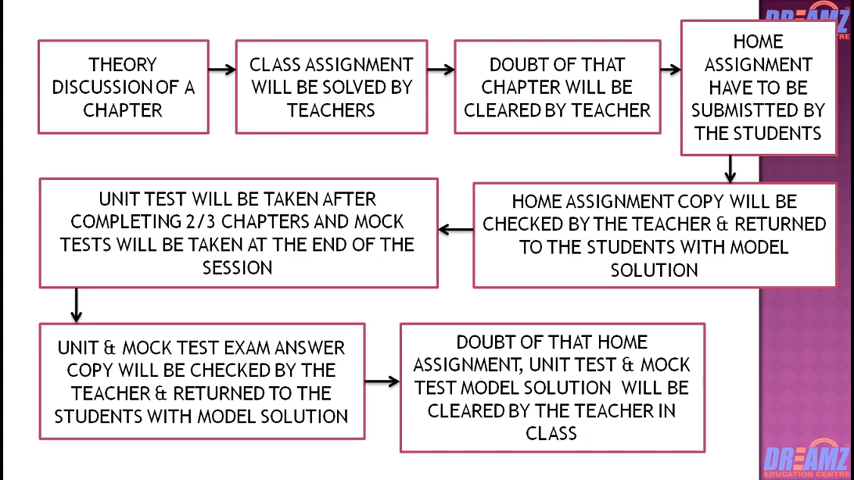 THEORY
DISCUSSION OF A
CHAPTER
CLASS ASSIGNMENT
WILL BE SOLVED BY
TEACHERS
DOUBT OF THAT
CHAPTER WILL BE
CLEARED BY TEACHER
HOME
ASSIGNMENT
HAVE TO BE
SUBMISTTED BY
THE STUDENTS
HOME ASSIGNMENT COPY WILL BE
CHECKED BY THE TEACHER & RETURNED
TO THE STUDENTS WITH MODEL
SOLUTION
UNIT TEST WILL BE TAKEN AFTER
COMPLETING 2/3 CHAPTERS AND MOCK
TESTS WILL BE TAKEN AT THE END OF THE
SESSION
UNIT & MOCK TEST EXAM ANSWER
COPY WILL BE CHECKED BY THE
TEACHER & RETURNED TO THE
STUDENTS WITH MODEL SOLUTION
DOUBT OF THAT HOME
ASSIGNMENT, UNIT TEST & MOCK
TEST MODEL SOLUTION WILL BE
CLEARED BY THE TEACHER IN
CLASS
DREAMZ
EDUCATION CENTRE